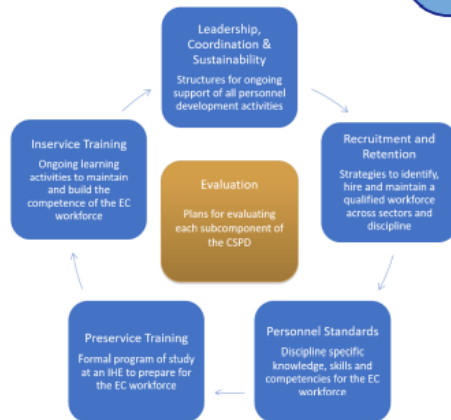 Leadership,
Coordination &
Sustainability
Structures for ongoing
support of all personnel
development activities
Recruitment and
Retention
Strategies to identify,
hire and maintain a
qualified workforce
across sectors and
discipline
Personnel Standards
Discipline specific
knowledge, skills and
competencies for the EC
workforce
Preservice Training
Formal program of study
at an IHE to prepare for
the EC workforce
Inservice Training
Ongoing learning
activities to maintain
and build the
competence of the EC
workforce
Evaluation
Plans for evaluating
each subcomponent of
the CSPD